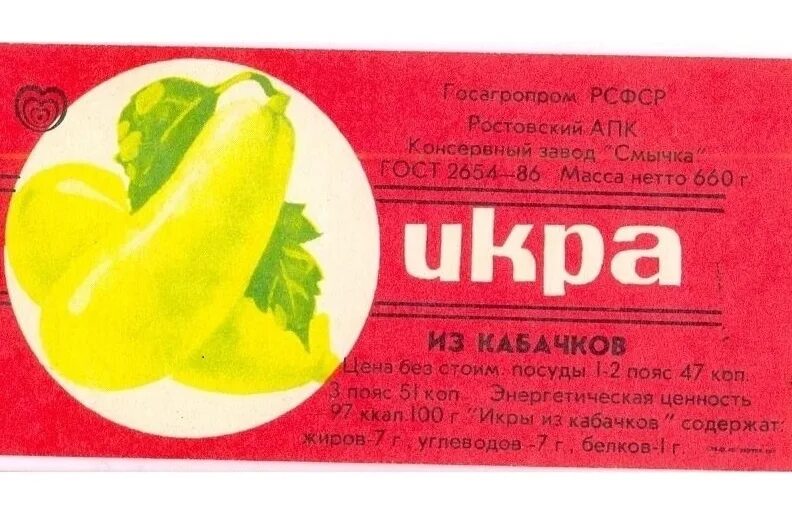 Госагропром РСФСР
Ростовский АПК
Консервный завод "Смычка"
ГОСТ 2654-86 Масса нетто 660 г
икра
ИЗ КАБАЧКОВ
Цена без стоим. посуды 1-2 пояс 47 коп.
3 пояс 51 коп. Энергетическая ценность
-97 ккал.100 г "Икры из кабачков" содержат:
жиров-7 г, углеводов-7 г, белков-1 г.